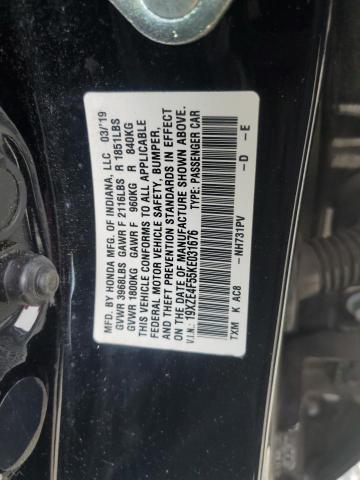 MFD. BY HONDA MFG. OF INDIANA, LLC 03/'19
GVWR 3968LBS GAWR F 2116LBS R 1851LBS
GVWR 1800KG GAWR F 960KG R 840KG
THIS VEHICLE CONFORMS TO ALL APPLICABLE
FEDERAL MOTOR VEHICLE SAFETY, BUMPER,
AND THEFT PREVENTION STANDARDS IN EFFECT
ON THE DATE OF MANUFACTURE SHOWN ABOVE.
V.I.N.: 19XZE4F55KE031676 TYPE: PASSENGER CAR
TXM K AC8 -NH731PV -D -E